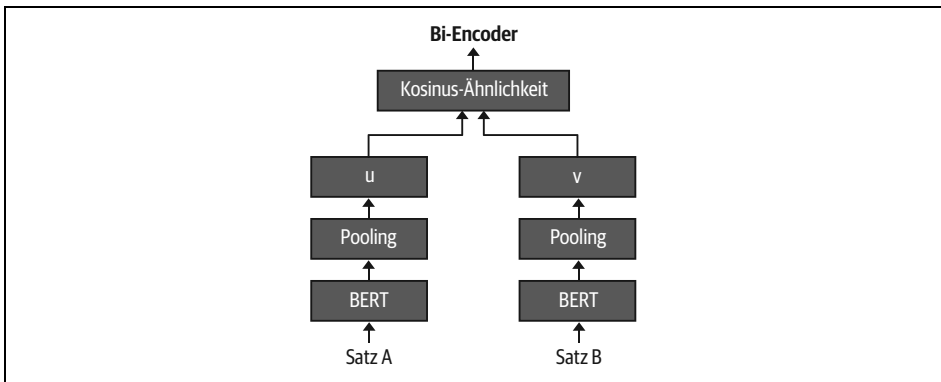 Bi-Encoder
Kosinus-Ähnlichkeit
u
v
Pooling
Pooling
BERT
BERT
Satz A
Satz B